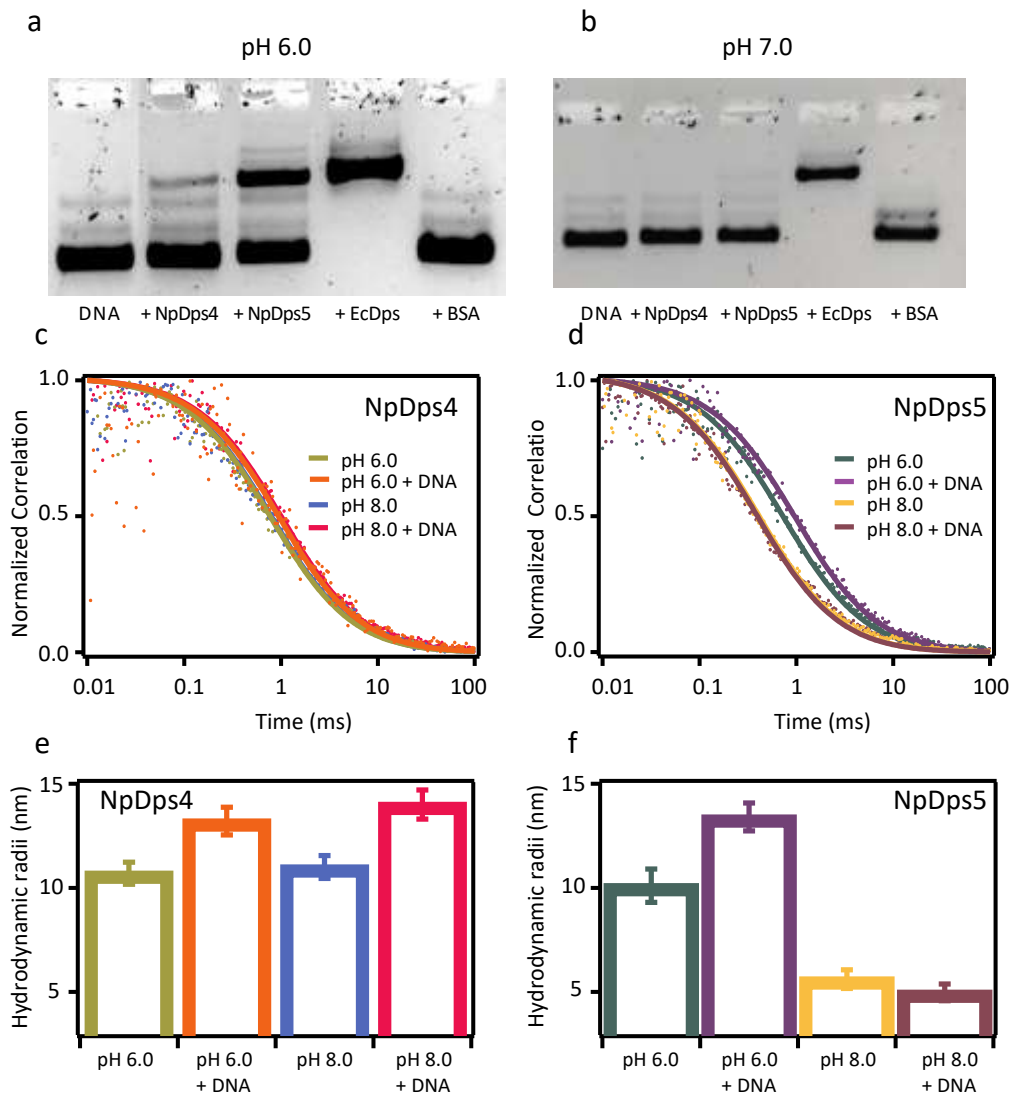 a
b
pH 6.0
pH 7.0
DNA + NpDps4 + NpDps5 + EcDps + BSA
DNA + NpDps4 + NpDps5 + EcDps + BSA
c
d
Normalized Correlation
1.0
0.5
0.0
NpDps4
pH 6.0
pH 6.0 + DNA
pH 8.0
pH 8.0 + DNA
0.01 0.1 1 10 100
Time (ms)
Normalized Correlatio
1.0
0.5
0.0
NpDps5
pH 6.0
pH 6.0 + DNA
pH 8.0
pH 8.0 + DNA
0.01 0.1 1 10 100
Time (ms)
e
f
Hydrodynamic radii (nm)
15
10
5
NpDps4
pH 6.0 pH 6.0 pH 8.0 pH 8.0
+ DNA + DNA
Hydrodynamic radii (nm)
15
10
5
NpDps5
pH 6.0 pH 6.0 pH 8.0 pH 8.0
+ DNA + DNA